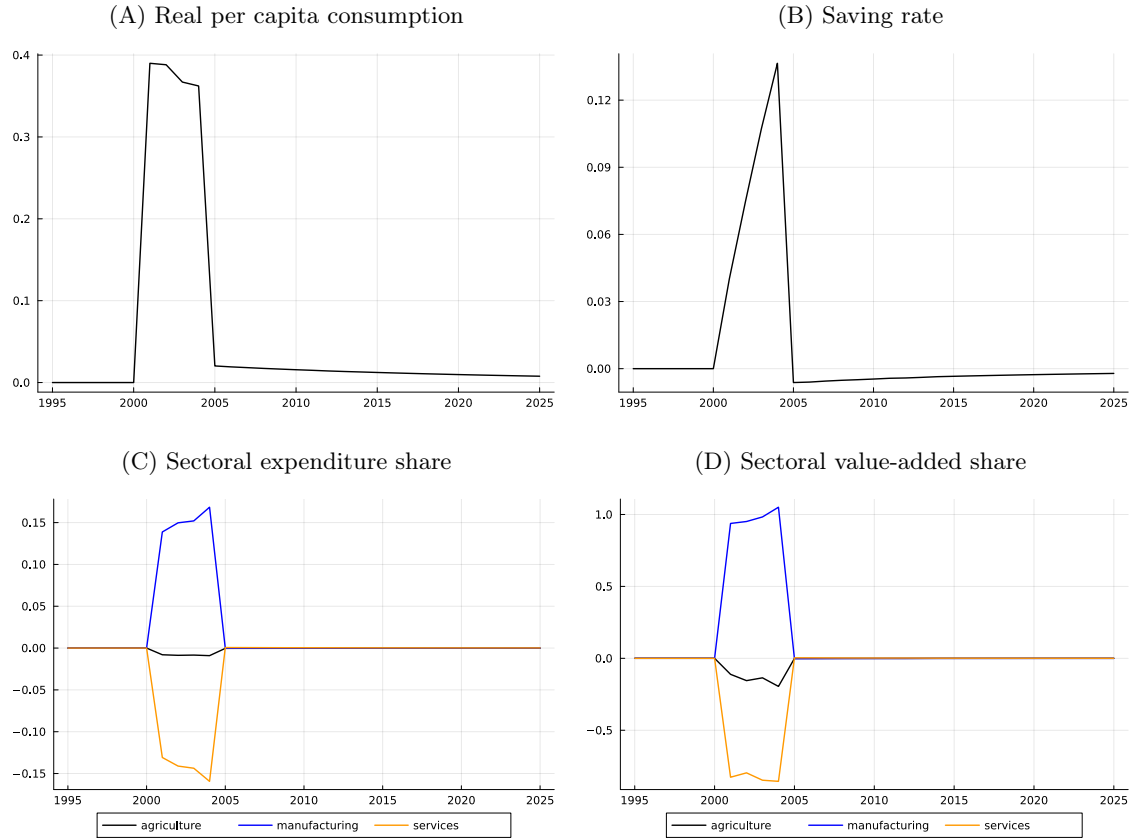 (A) Real per capita consumption
0.4
0.3
0.2
0.1
0.0
1995 2000 2005 2010 2015 2020 2025
(B) Saving rate
0.12
0.09
0.06
0.03
0.00
1995 2000 2005 2010 2015 2020 2025
(C) Sectoral expenditure share
0.15
0.10
0.05
0.00
−0.05
−0.10
−0.15
1995 2000 2005 2010 2015 2020 2025
agriculture manufacturing services
(D) Sectoral value-added share
1.0
0.5
0.0
−0.5
1995 2000 2005 2010 2015 2020 2025
agriculture manufacturing services